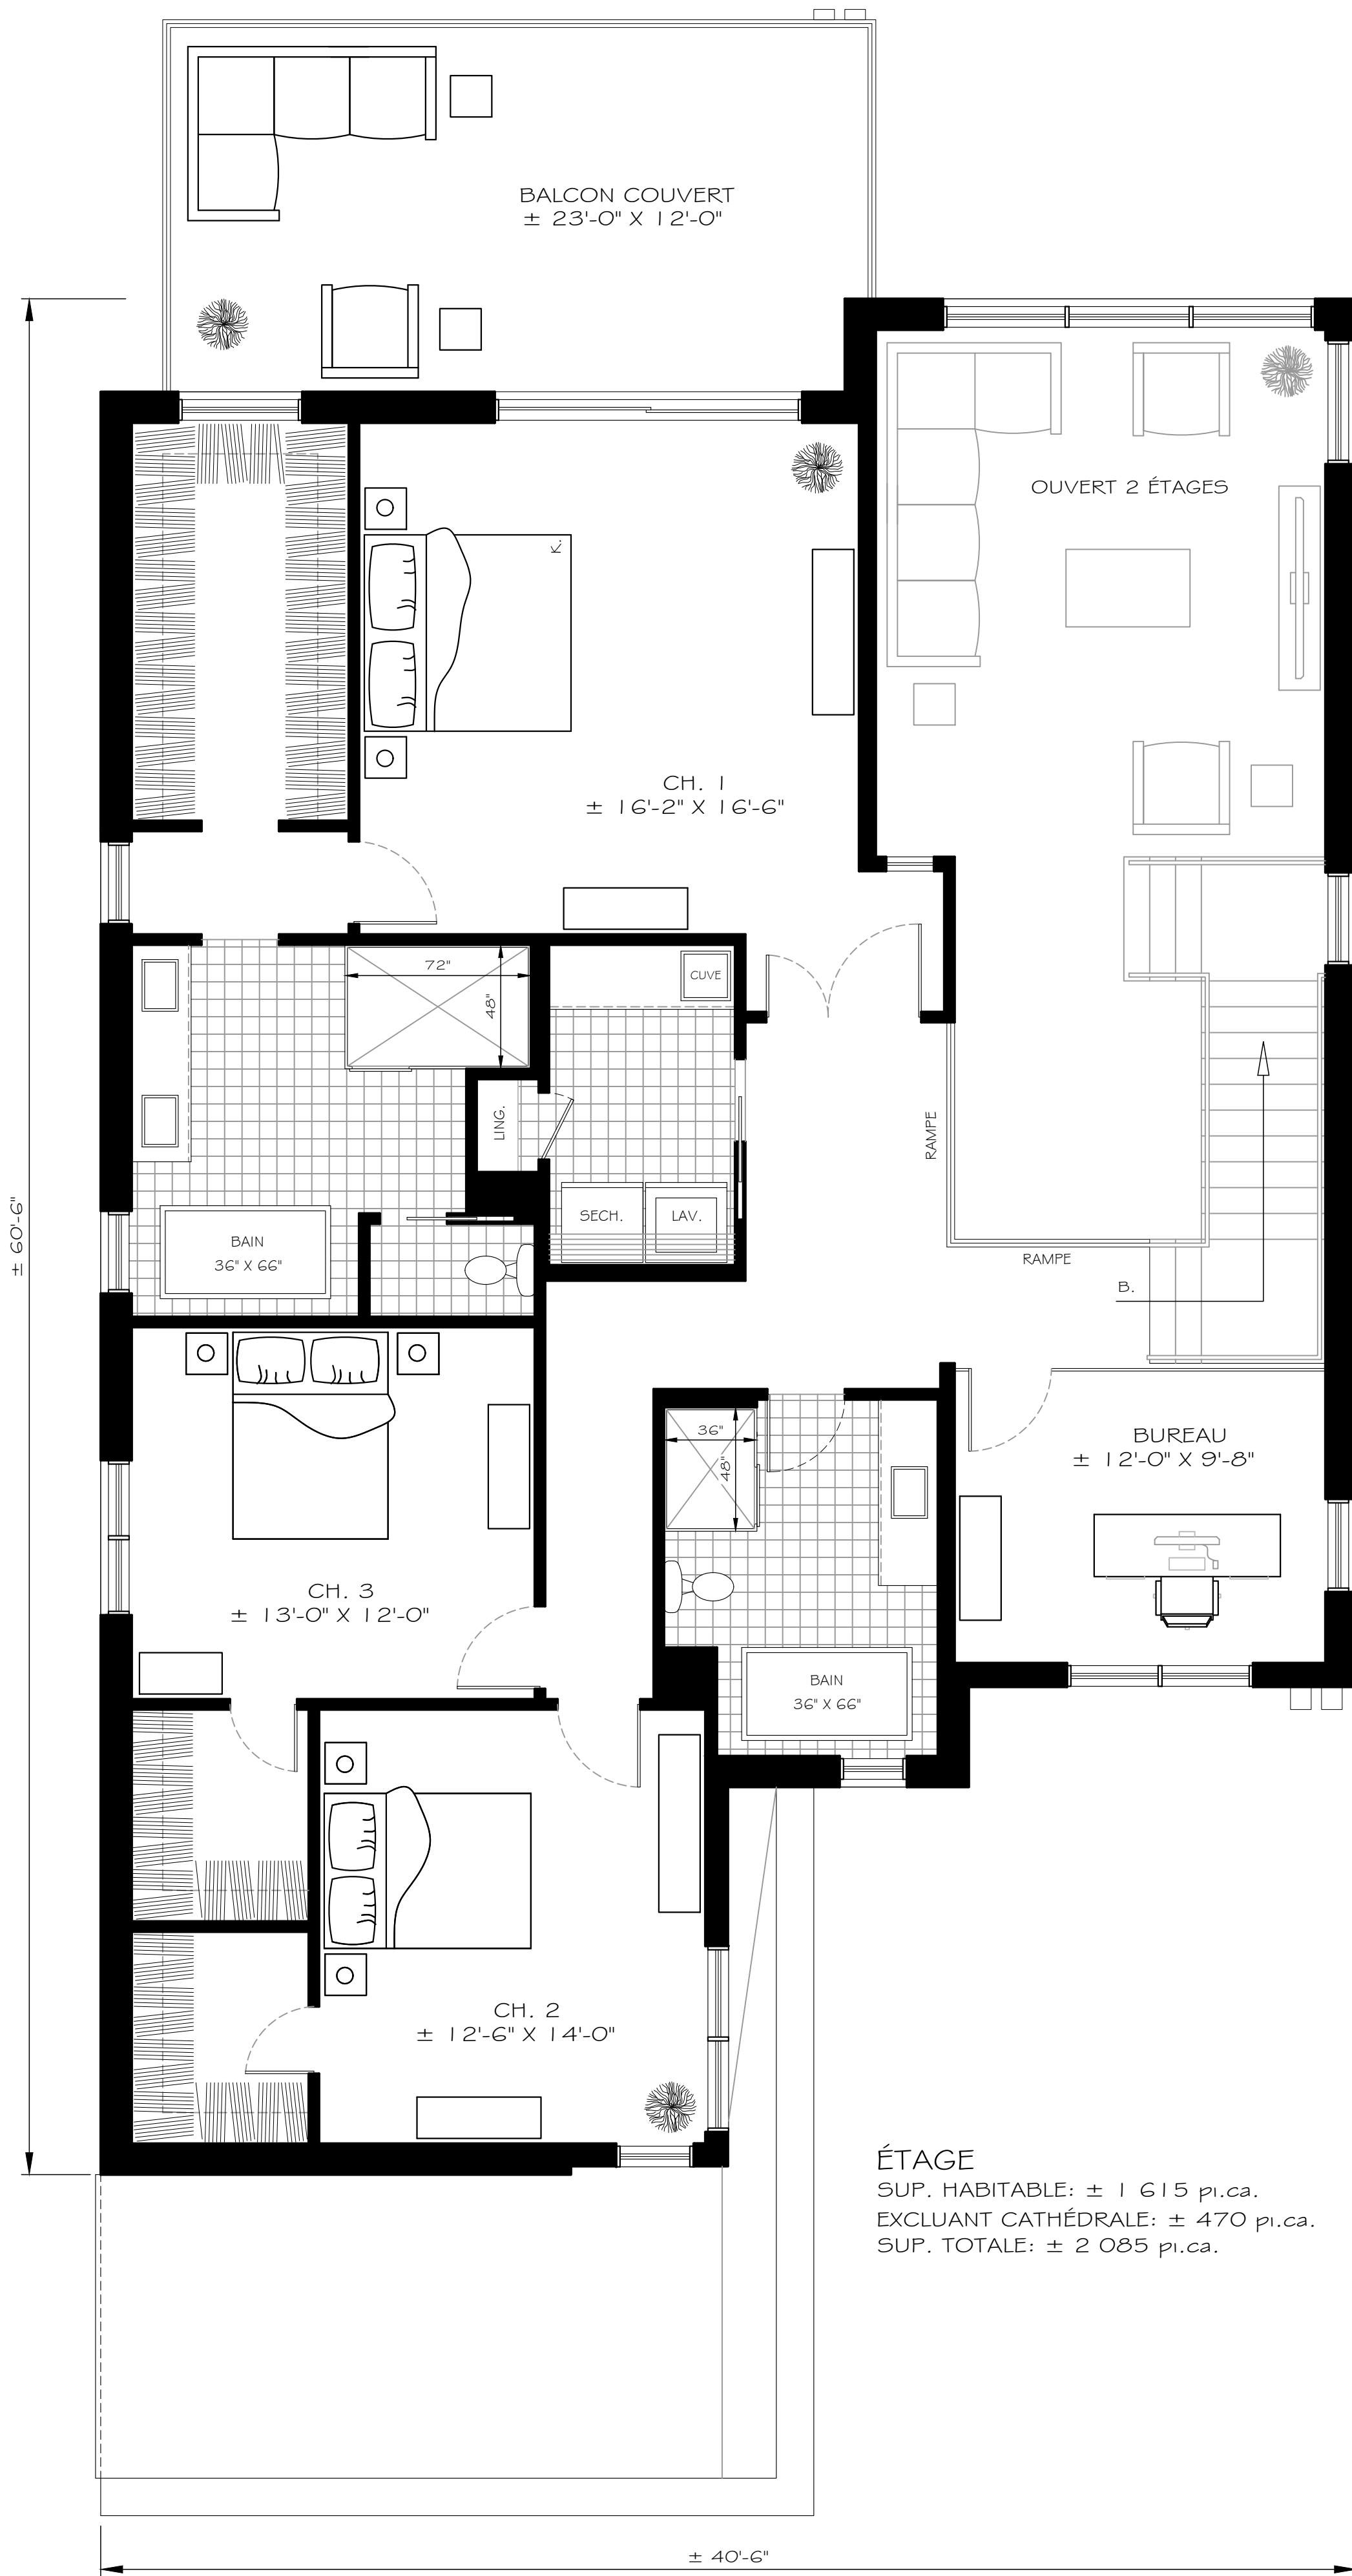 BALCON COUVERT
± 23'-0" X 12'-0"
OUVERT 2 ÉTAGES
K.
CH. 1
± 16'-2" X 16'-6"
72"
48"
CUVE
LING.
RAMPE
SECH.
LAV.
BAIN
36" X 66"
RAMPE
B.
± 60'-6"
36"
48"
BUREAU
± 12'-0" X 9'-8"
CH. 3
± 13'-0" X 12'-0"
BAIN
36" X 66"
CH. 2
± 12'-6" X 14'-0"
ÉTAGE
SUP. HABITABLE: ± 1 615 pi.ca.
EXCLUANT CATHÉDRALE: ± 470 pi.ca.
SUP. TOTALE: ± 2 085 pi.ca.
± 40'-6"